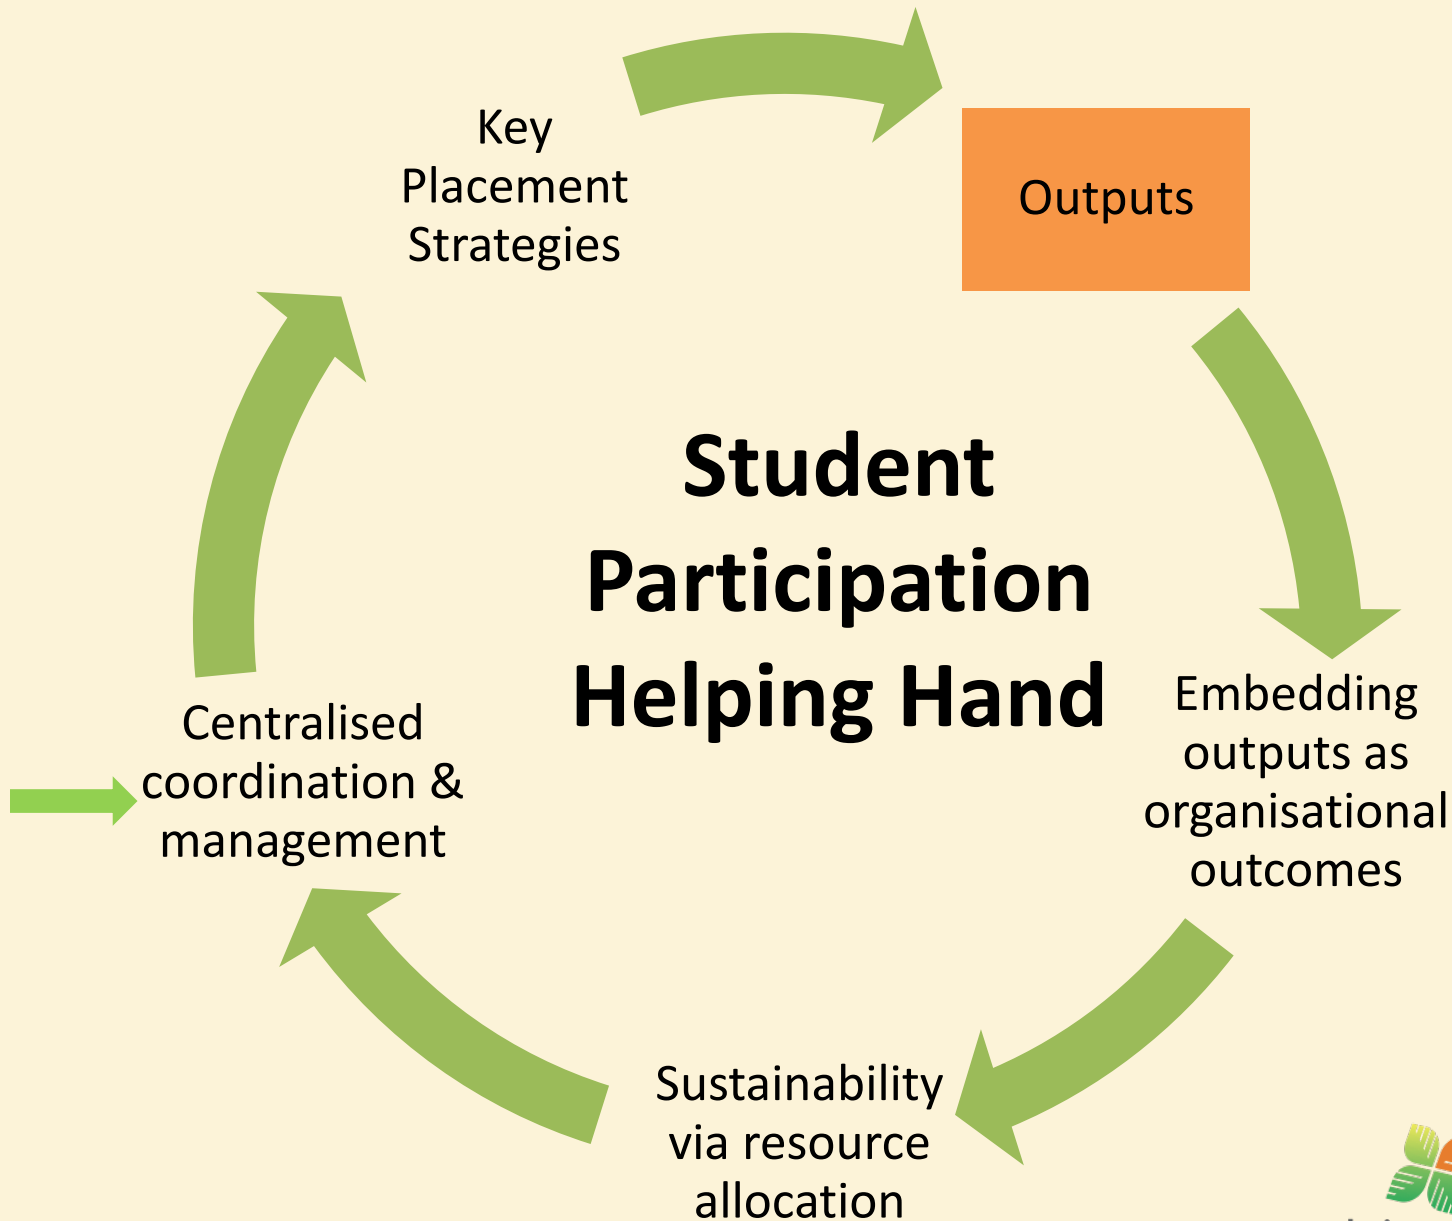 Key
Placement
Strategies
Outputs
Student
Participation
Helping Hand
Embedding
outputs as
organisational
outcomes
Centralised
coordination &
management
Sustainability
via resource
allocation